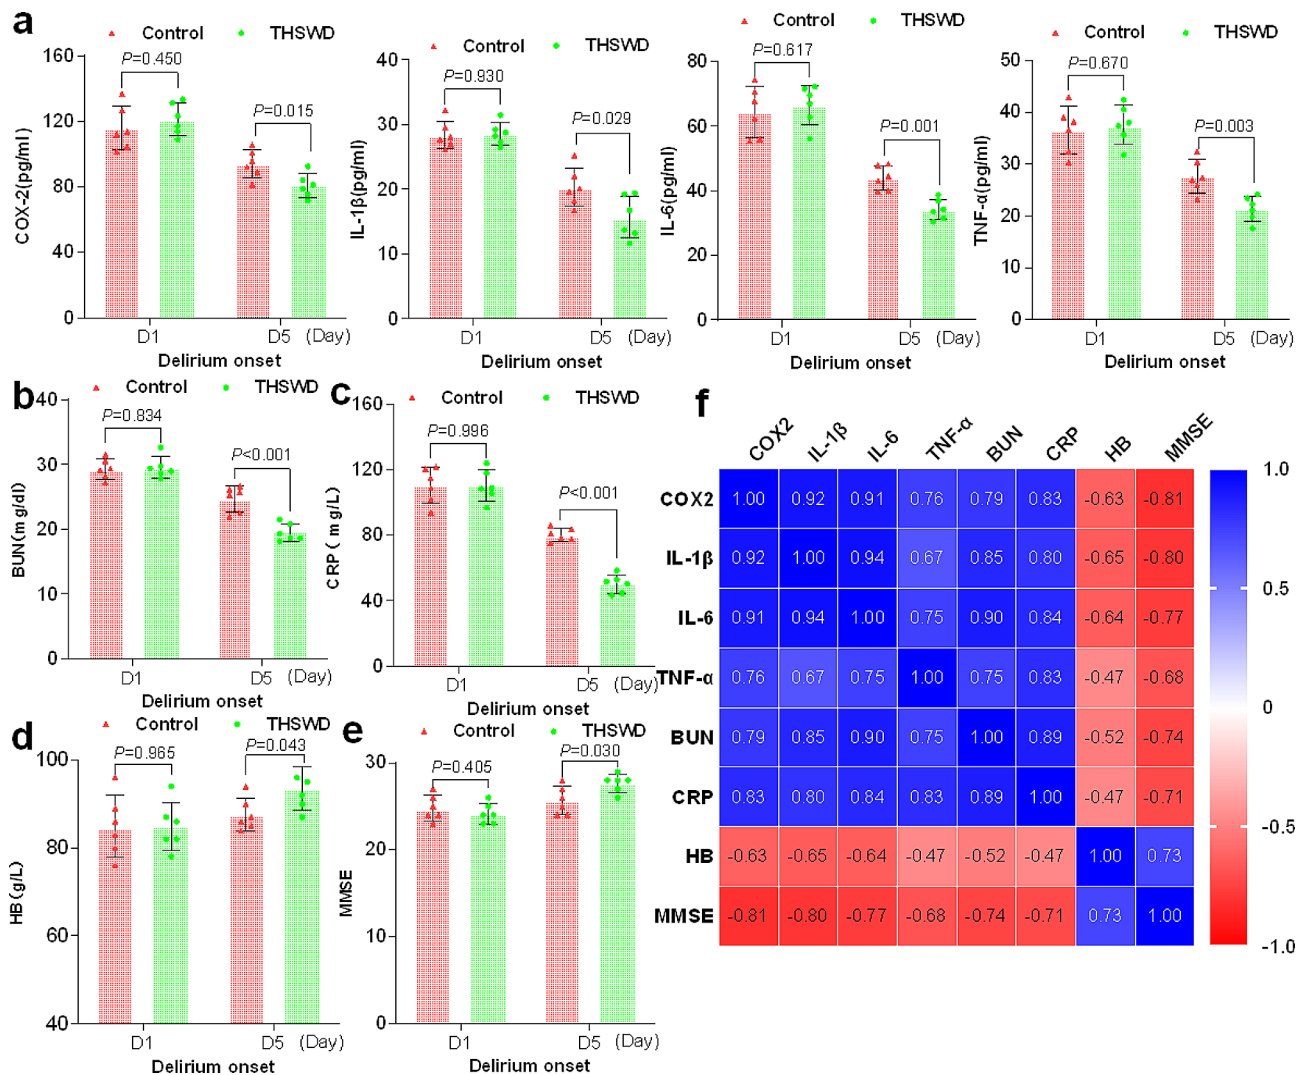 a
Control THSWD
COX-2(pg/ml)
160
120
80
40
0
P=0.450
P=0.015
D1 D5 (Day)
Delirium onset
Control THSWD
IL-1β(pg/ml)
40
30
20
10
0
P=0.930
P=0.029
D1 D5 (Day)
Delirium onset
Control THSWD
IL-6(pg/ml)
80
60
40
20
0
P=0.617
P=0.001
D1 D5 (Day)
Delirium onset
Control THSWD
TNF-α(pg/ml)
50
40
30
20
10
0
P=0.670
P=0.003
D1 D5 (Day)
Delirium onset
b
Control THSWD
BUN(mg/dl)
40
30
20
10
0
P=0.834
P<0.001
D1 D5 (Day)
Delirium onset
c
Control THSWD
CRP( mg/L)
160
120
80
40
0
P=0.996
P<0.001
D1 D5 (Day)
Delirium onset
d
Control THSWD
HB(g/L)
100
80
60
40
P=0.965
P=0.043
D1 D5 (Day)
Delirium onset
e
Control THSWD
MMSE
30
20
10
0
P=0.405
P=0.030
D1 D5 (Day)
Delirium onset
f
COX2 IL-1β IL-6 TNF-α BUN CRP HB MMSE
COX2 1.00 0.92 0.91 0.76 0.79 0.83 -0.63 -0.81
IL-1β 0.92 1.00 0.94 0.67 0.85 0.80 -0.65 -0.80
IL-6 0.91 0.94 1.00 0.75 0.90 0.84 -0.64 -0.77
TNF-α 0.76 0.67 0.75 1.00 0.75 0.83 -0.47 -0.68
BUN 0.79 0.85 0.90 0.75 1.00 0.89 -0.52 -0.74
CRP 0.83 0.80 0.84 0.83 0.89 1.00 -0.47 -0.71
HB -0.63 -0.65 -0.64 -0.47 -0.52 -0.47 1.00 0.73
MMSE -0.81 -0.80 -0.77 -0.68 -0.74 -0.71 0.73 1.00
1.0
0.5
0
-0.5
-1.0